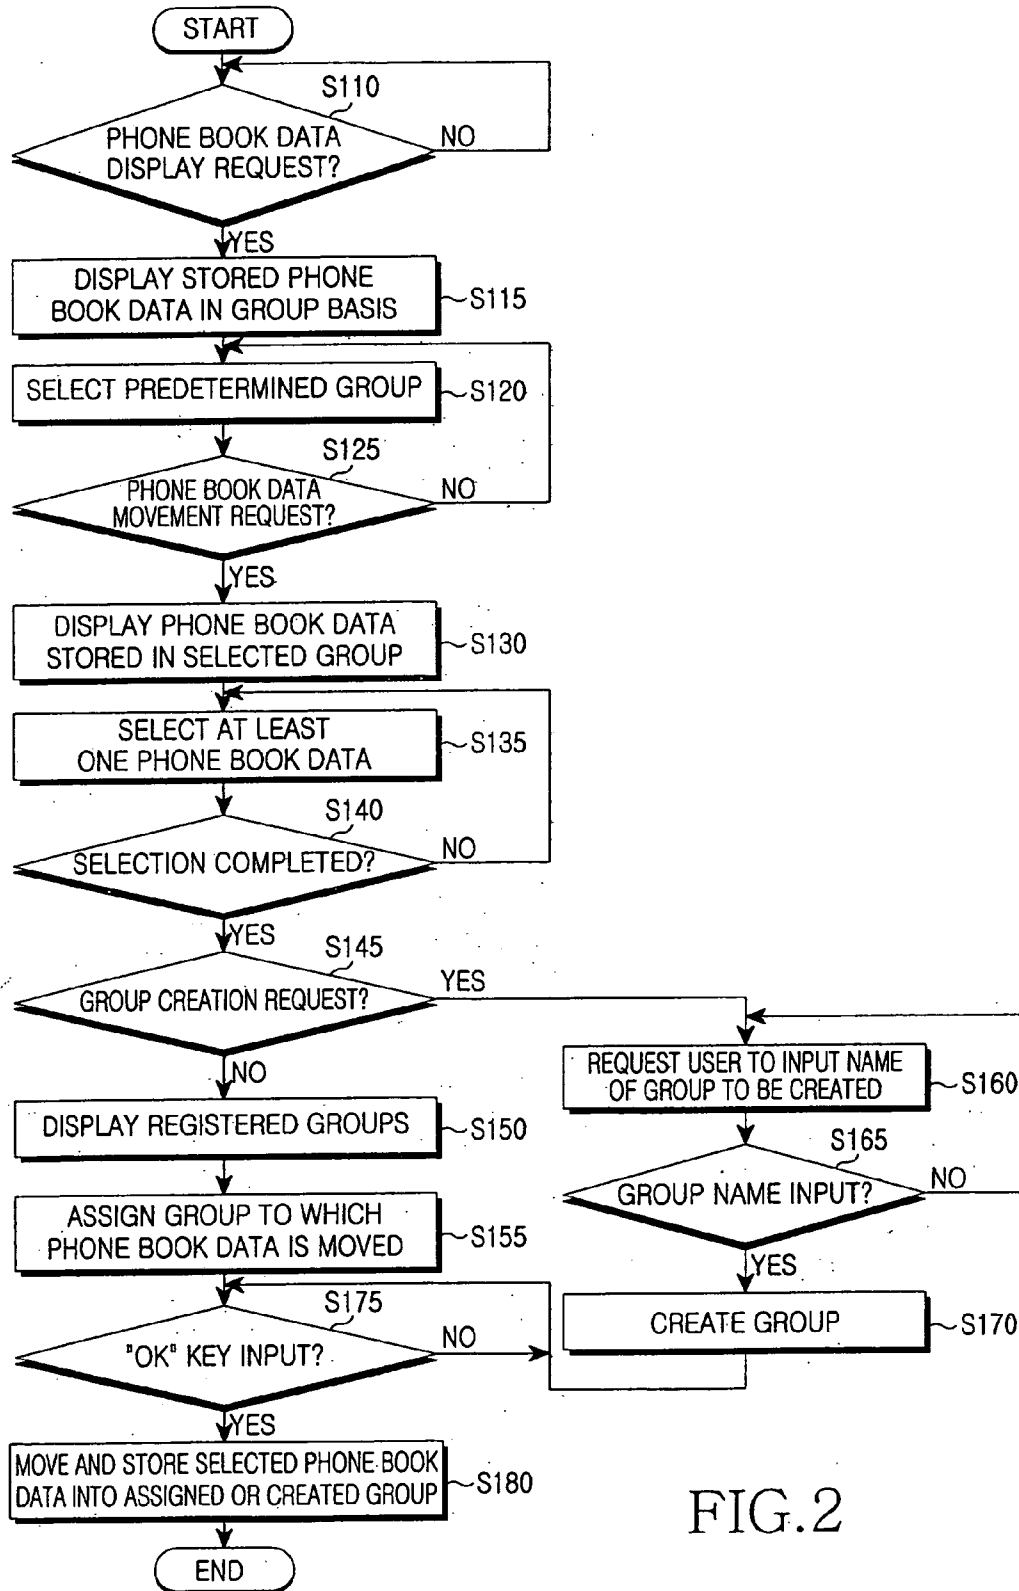 START
S110
PHONE BOOK DATA
DISPLAY REQUEST?
NO
YES
DISPLAY STORED PHONE
BOOK DATA IN GROUP BASIS
S115
SELECT PREDETERMINED GROUP
S120
S125
PHONE BOOK DATA
MOVEMENT REQUEST?
NO
YES
DISPLAY PHONE BOOK DATA
STORED IN SELECTED GROUP
S130
SELECT AT LEAST
ONE PHONE BOOK DATA
S135
S140
SELECTION COMPLETED?
NO
YES
S145
GROUP CREATION REQUEST?
YES
NO
REQUEST USER TO INPUT NAME
OF GROUP TO BE CREATED
S160
DISPLAY REGISTERED GROUPS
S150
S165
GROUP NAME INPUT?
NO
YES
ASSIGN GROUP TO WHICH
PHONE BOOK DATA IS MOVED
S155
CREATE GROUP
S170
S175
"OK" KEY INPUT?
NO
YES
MOVE AND STORE SELECTED PHONE BOOK
DATA INTO ASSIGNED OR CREATED GROUP
S180
END
FIG.2